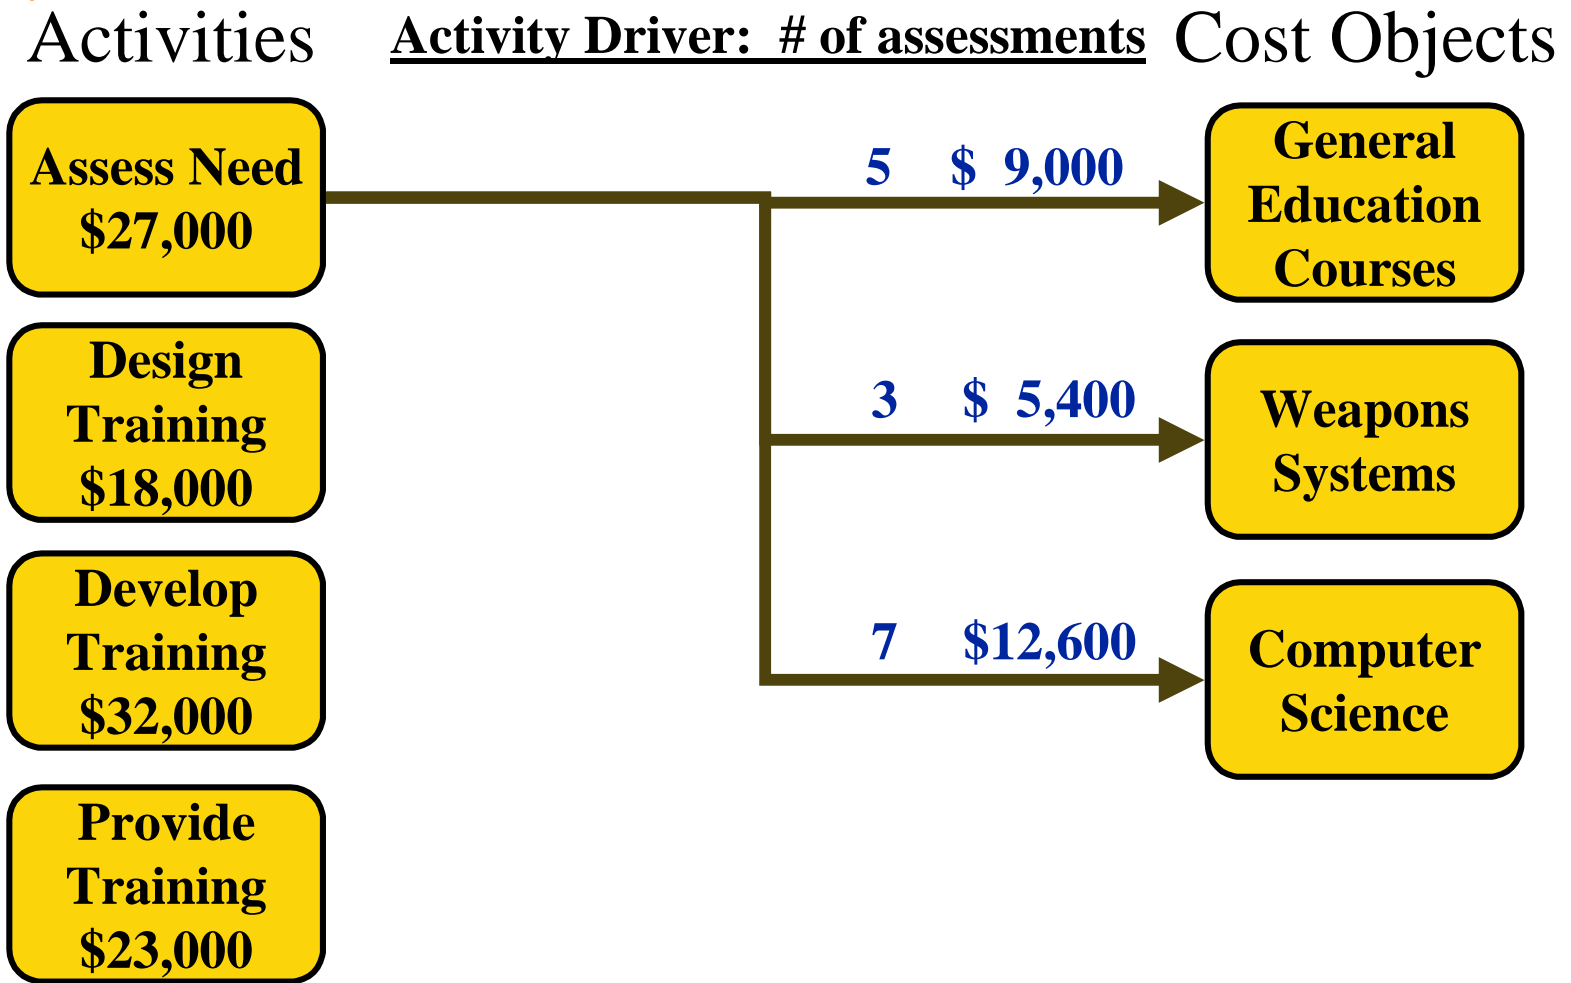 Activities
Activity Driver: # of assessments
Cost Objects
Assess Need
$27,000
Design
Training
$18,000
Develop
Training
$32,000
Provide
Training
$23,000
5 $ 9,000
3 $ 5,400
7 $12,600
General
Education
Courses
Weapons
Systems
Computer
Science